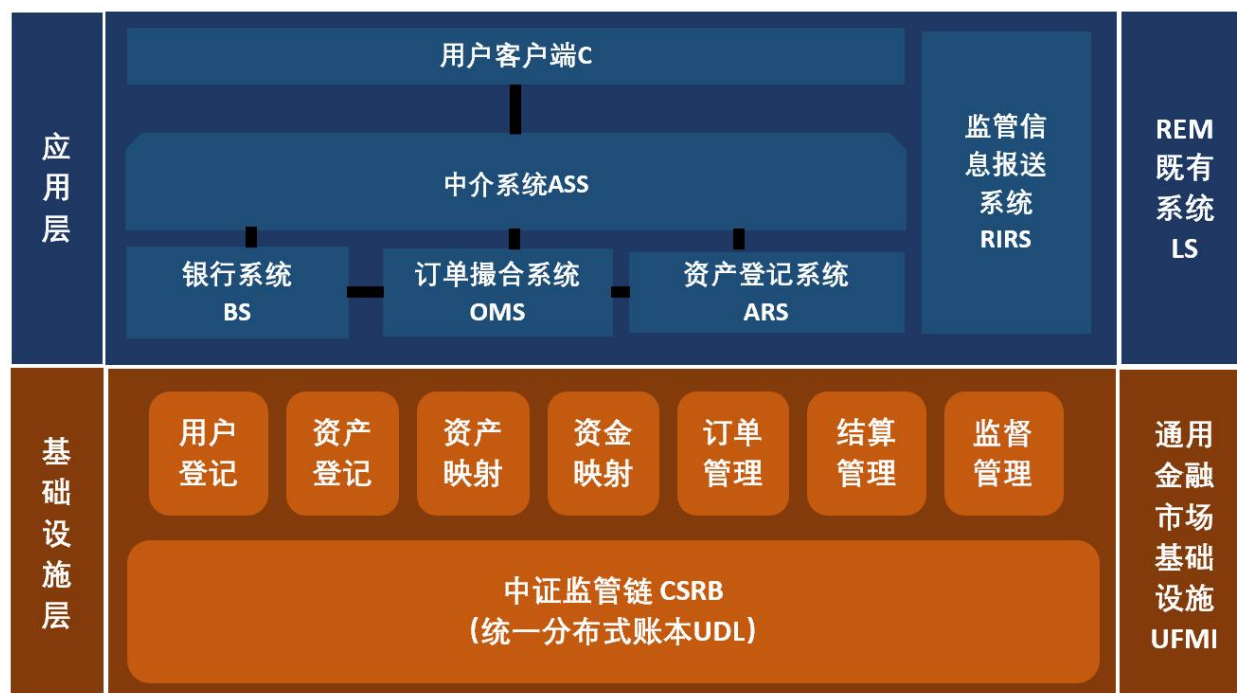 应
用
层
用户客户端C
中介系统ASS
银行系统
BS
订单撮合系统
OMS
资产登记系统
ARS
监管信
息报送
系统
RIRS
REM
既有
系统
LS
基
础
设
施
层
用户
登记
资产
登记
资产
映射
资金
映射
订单
管理
结算
管理
监督
管理
中证监管链 CSRB
(统一分布式账本UDL)
通用
金融
市场
基础
设施
UFMI